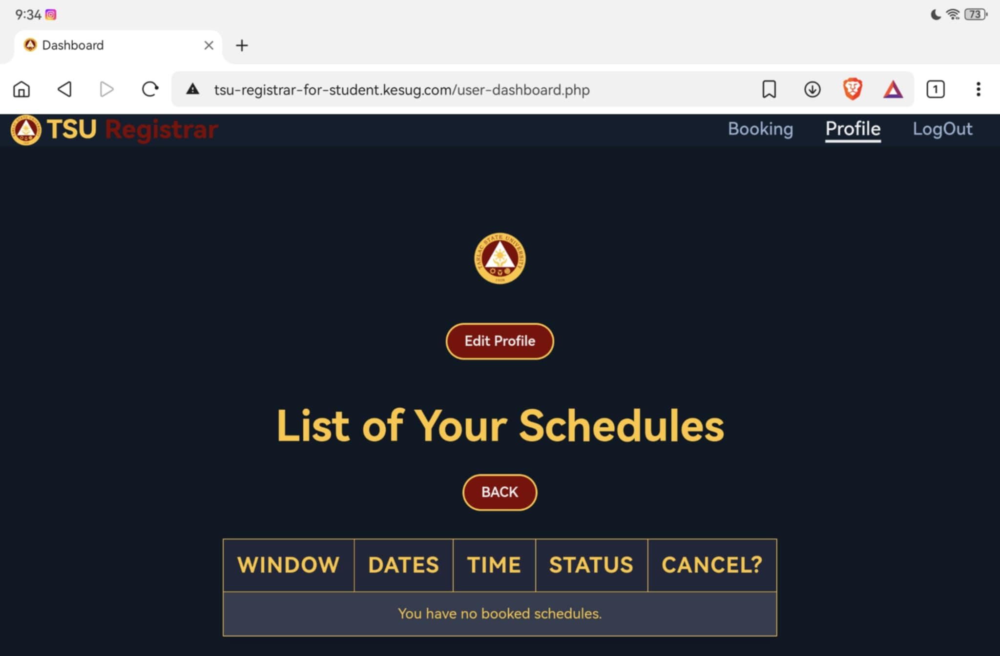 9:34
73
Dashboard
tsu-registrar-for-student.kesug.com/user-dashboard.php
1
TSU Registrar
Booking Profile LogOut
TARLAC STATE UNIVERSITY
Edit Profile
List of Your Schedules
BACK
WINDOW DATES TIME STATUS CANCEL?
You have no booked schedules.